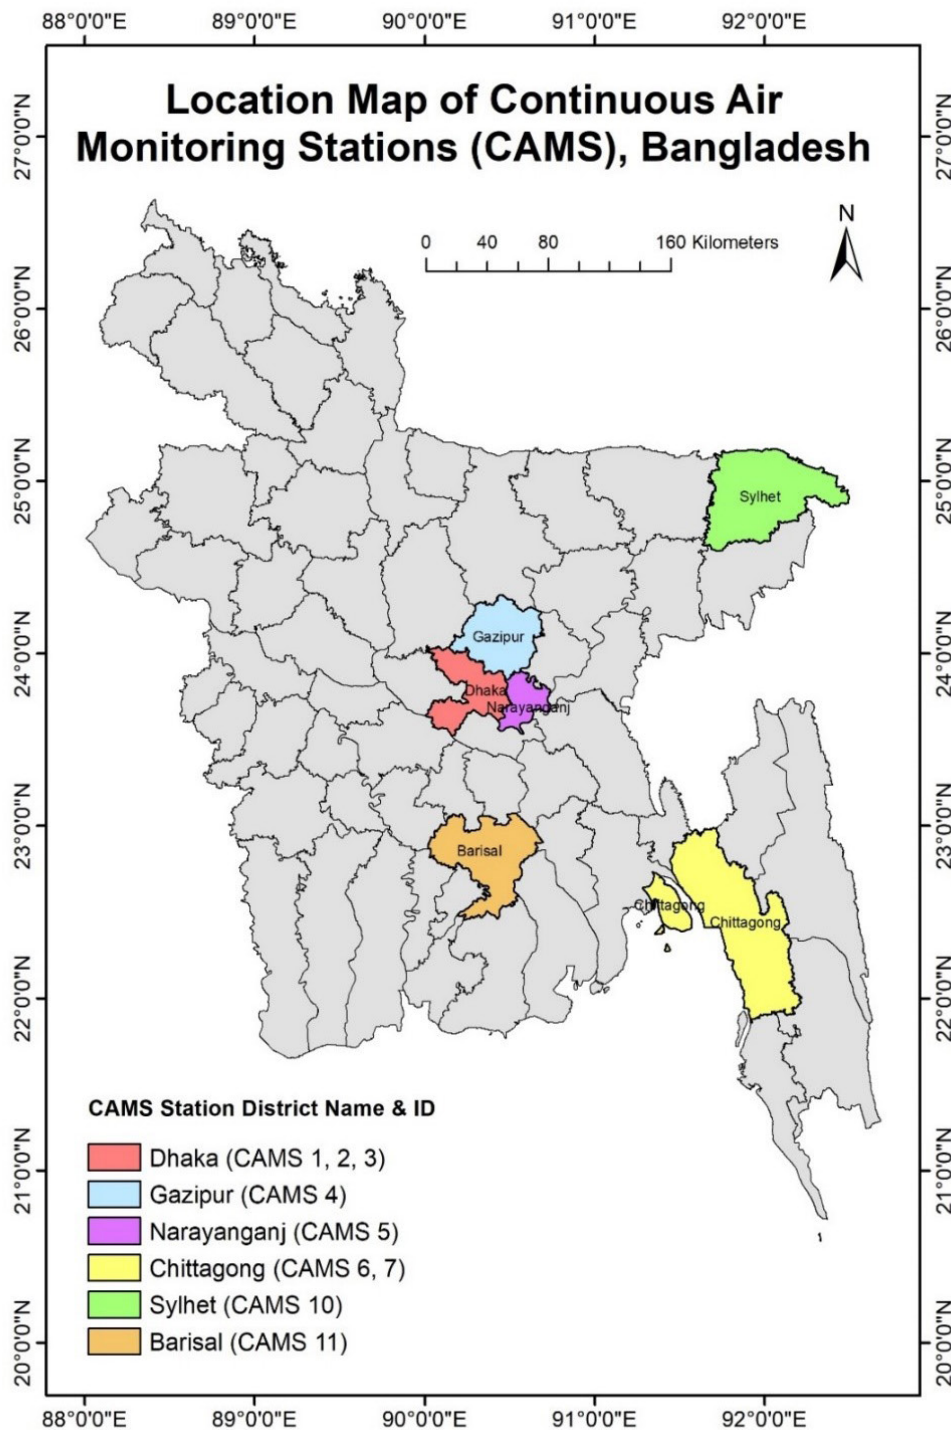 88°0'0"E 89°0'0"E 90°0'0"E 91°0'0"E 92°0'0"E
Location Map of Continuous Air
Monitoring Stations (CAMS), Bangladesh
N
0 40 80 160 Kilometers
27°0'0"N 27°0'0"N
26°0'0"N 26°0'0"N
25°0'0"N 25°0'0"N
Sylhet
Gazipur
24°0'0"N 24°0'0"N
Dhaka
Narayanganj
23°0'0"N 23°0'0"N
Barisal
Chittagong
Chittagong
22°0'0"N 22°0'0"N
CAMS Station District Name & ID
Dhaka (CAMS 1, 2, 3)
21°0'0"N 21°0'0"N
Gazipur (CAMS 4)
Narayanganj (CAMS 5)
Chittagong (CAMS 6, 7)
Sylhet (CAMS 10)
Barisal (CAMS 11)
20°0'0"N 20°0'0"N
88°0'0"E 89°0'0"E 90°0'0"E 91°0'0"E 92°0'0"E